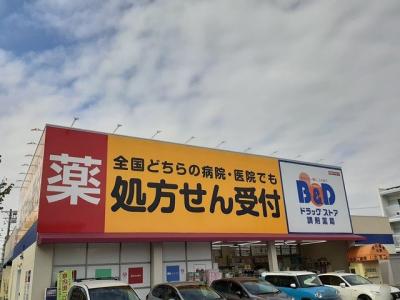 薬
全国どちらの病院・医院でも
処方せん受付
B&D
ドラッグストア
調剤薬局